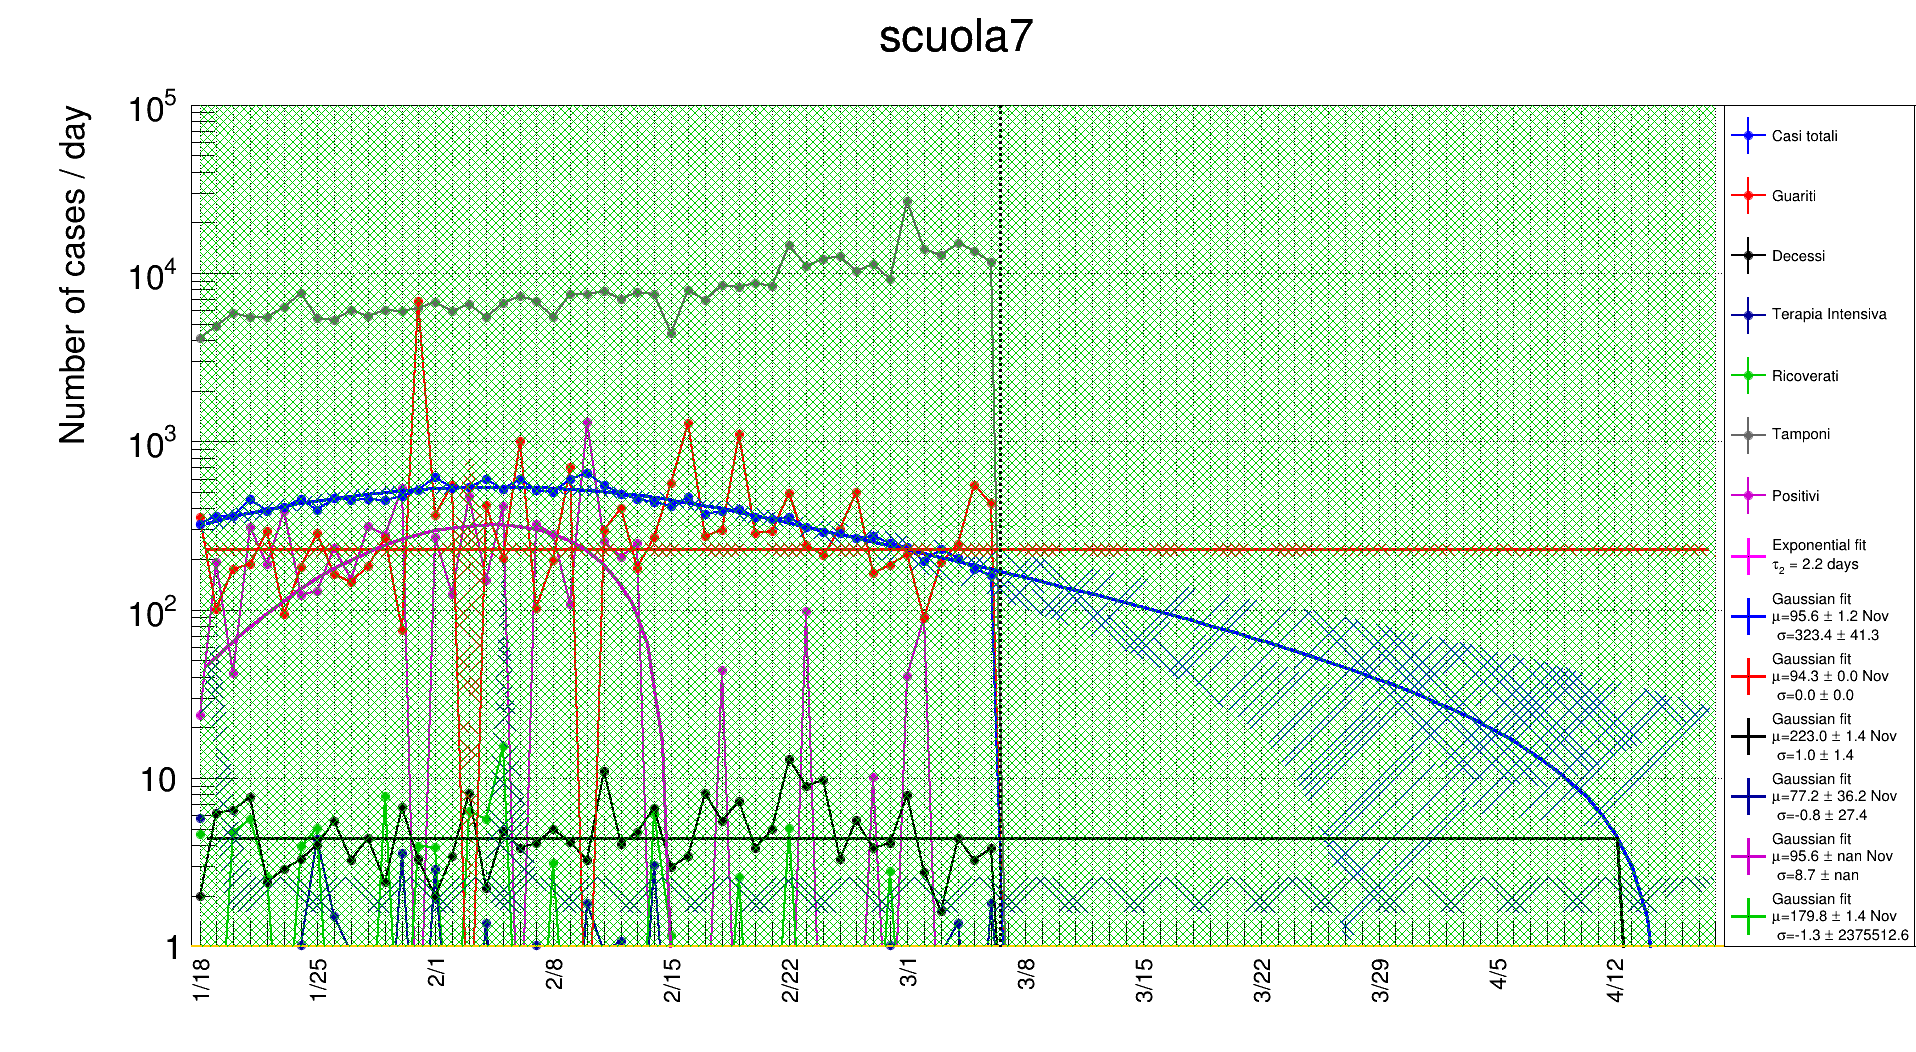 scuola7
Number of cases / day
10^5
10^4
10^3
10^2
10
1
1/18
1/25
2/1
2/8
2/15
2/22
3/1
3/8
3/15
3/22
3/29
4/5
4/12
Casi totali
Guariti
Decessi
Terapia Intensiva
Ricoverati
Tamponi
Positivi
Exponential fit
τ2 = 2.2 days
Gaussian fit
μ=95.6 ± 1.2 Nov
σ=323.4 ± 41.3
Gaussian fit
μ=94.3 ± 0.0 Nov
σ=0.0 ± 0.0
Gaussian fit
μ=223.0 ± 1.4 Nov
σ=1.0 ± 1.4
Gaussian fit
μ=77.2 ± 36.2 Nov
σ=-0.8 ± 27.4
Gaussian fit
μ=95.6 ± nan Nov
σ=8.7 ± nan
Gaussian fit
μ=179.8 ± 1.4 Nov
σ=-1.3 ± 2375512.6